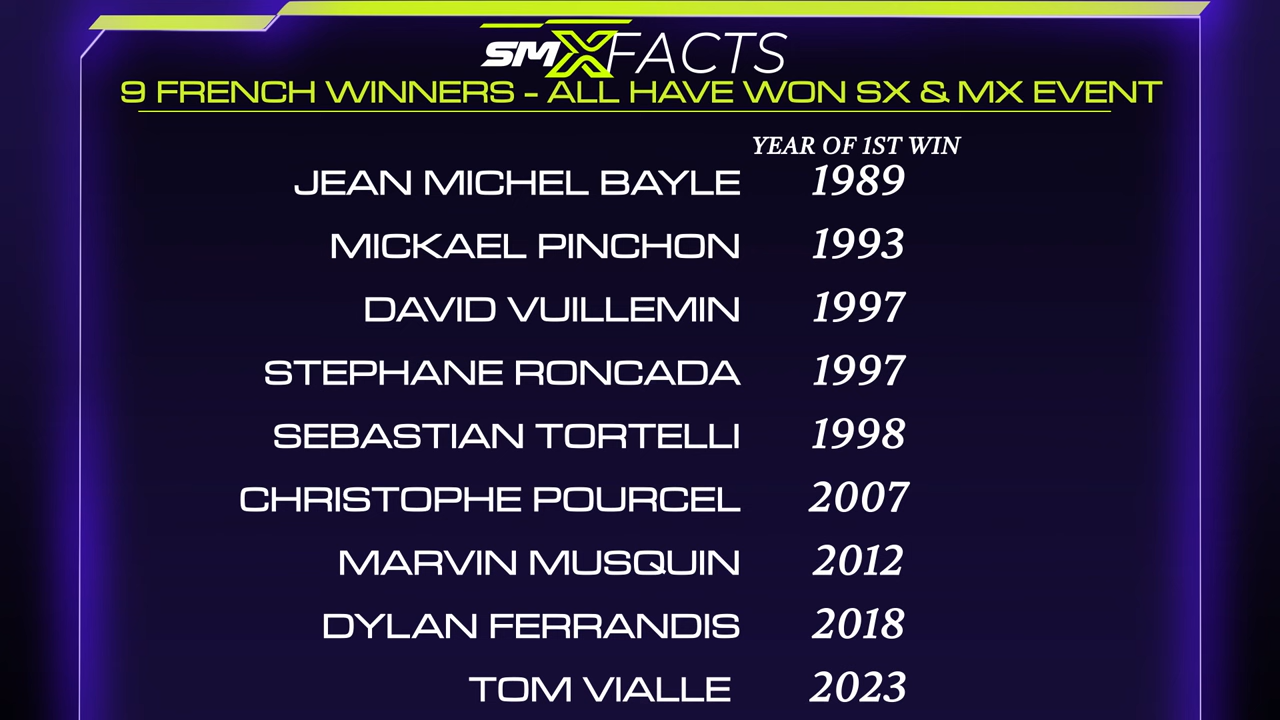 SMX FACTS
9 FRENCH WINNERS - ALL HAVE WON SX & MX EVENT
YEAR OF 1ST WIN
JEAN MICHEL BAYLE 1989
MICKAEL PINCHON 1993
DAVID VUILLEMIN 1997
STEPHANE RONCADA 1997
SEBASTIAN TORTELLI 1998
CHRISTOPHE POURCEL 2007
MARVIN MUSQUIN 2012
DYLAN FERRANDIS 2018
TOM VIALLE 2023